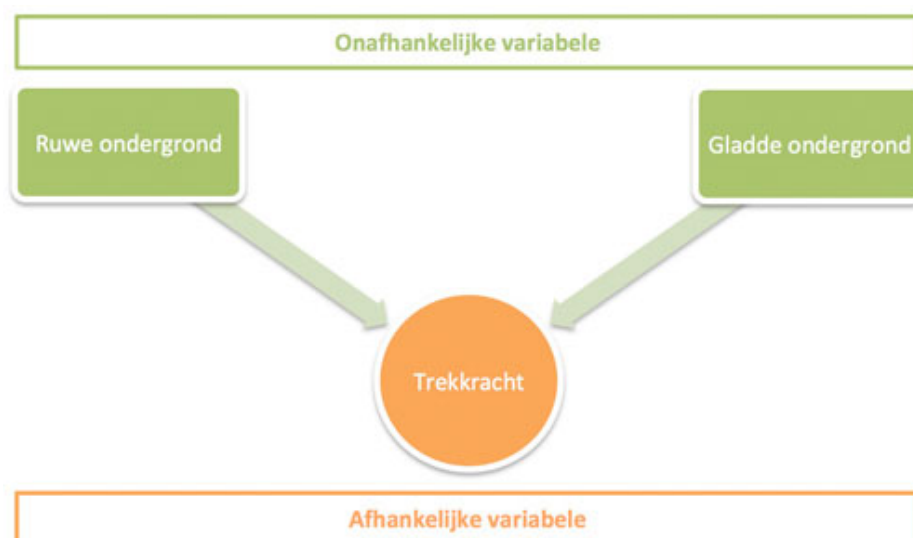 Onafhankelijke variabele
Ruwe ondergrond
Gladde ondergrond
Trekkracht
Afhankelijke variabele